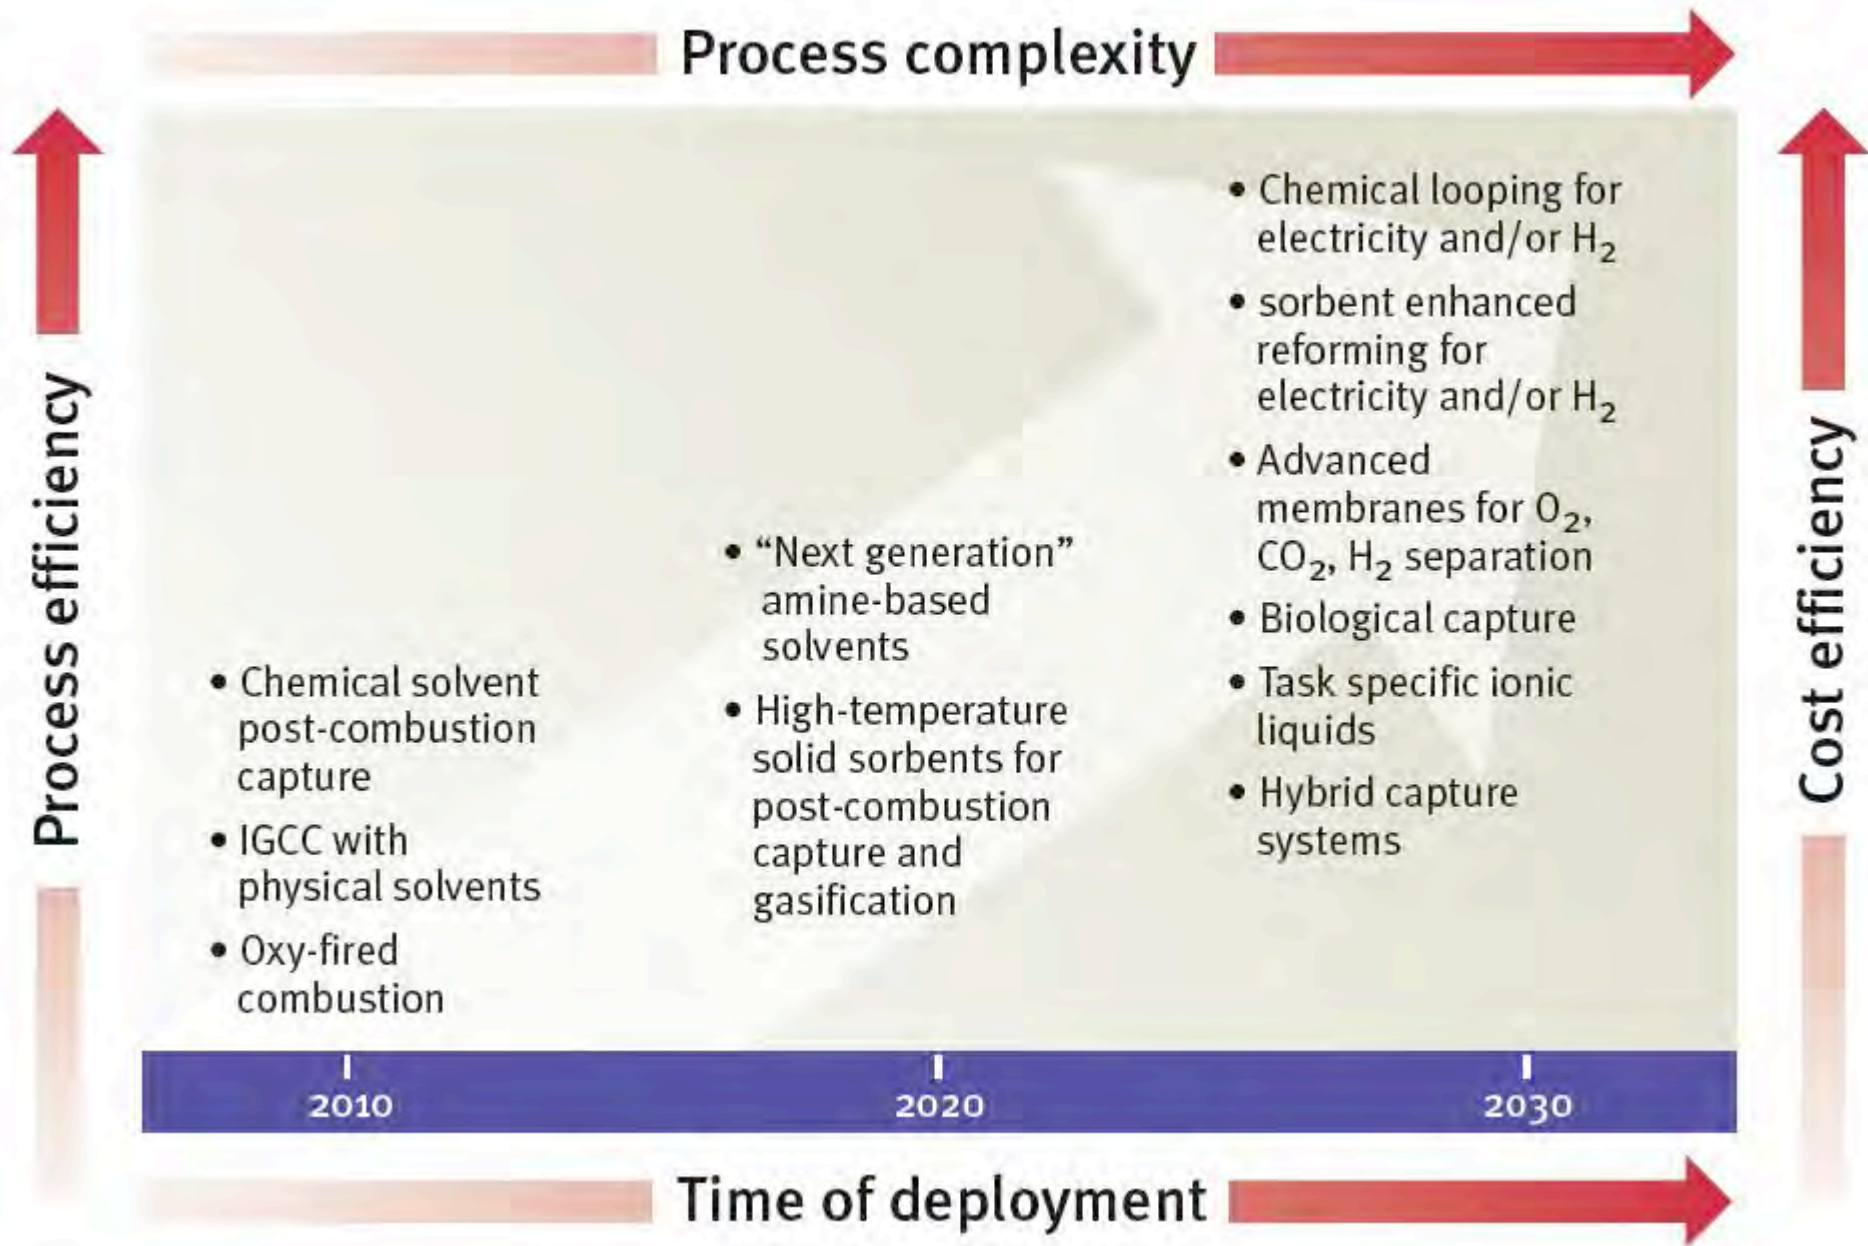 Process complexity
Process efficiency
Cost efficiency
• Chemical solvent
post-combustion
capture
• IGCC with
physical solvents
• Oxy-fired
combustion
• “Next generation”
amine-based
solvents
• High-temperature
solid sorbents for
post-combustion
capture and
gasification
• Chemical looping for
electricity and/or H₂
• sorbent enhanced
reforming for
electricity and/or H₂
• Advanced
membranes for O₂,
CO₂, H₂ separation
• Biological capture
• Task specific ionic
liquids
• Hybrid capture
systems
2010 2020 2030
Time of deployment